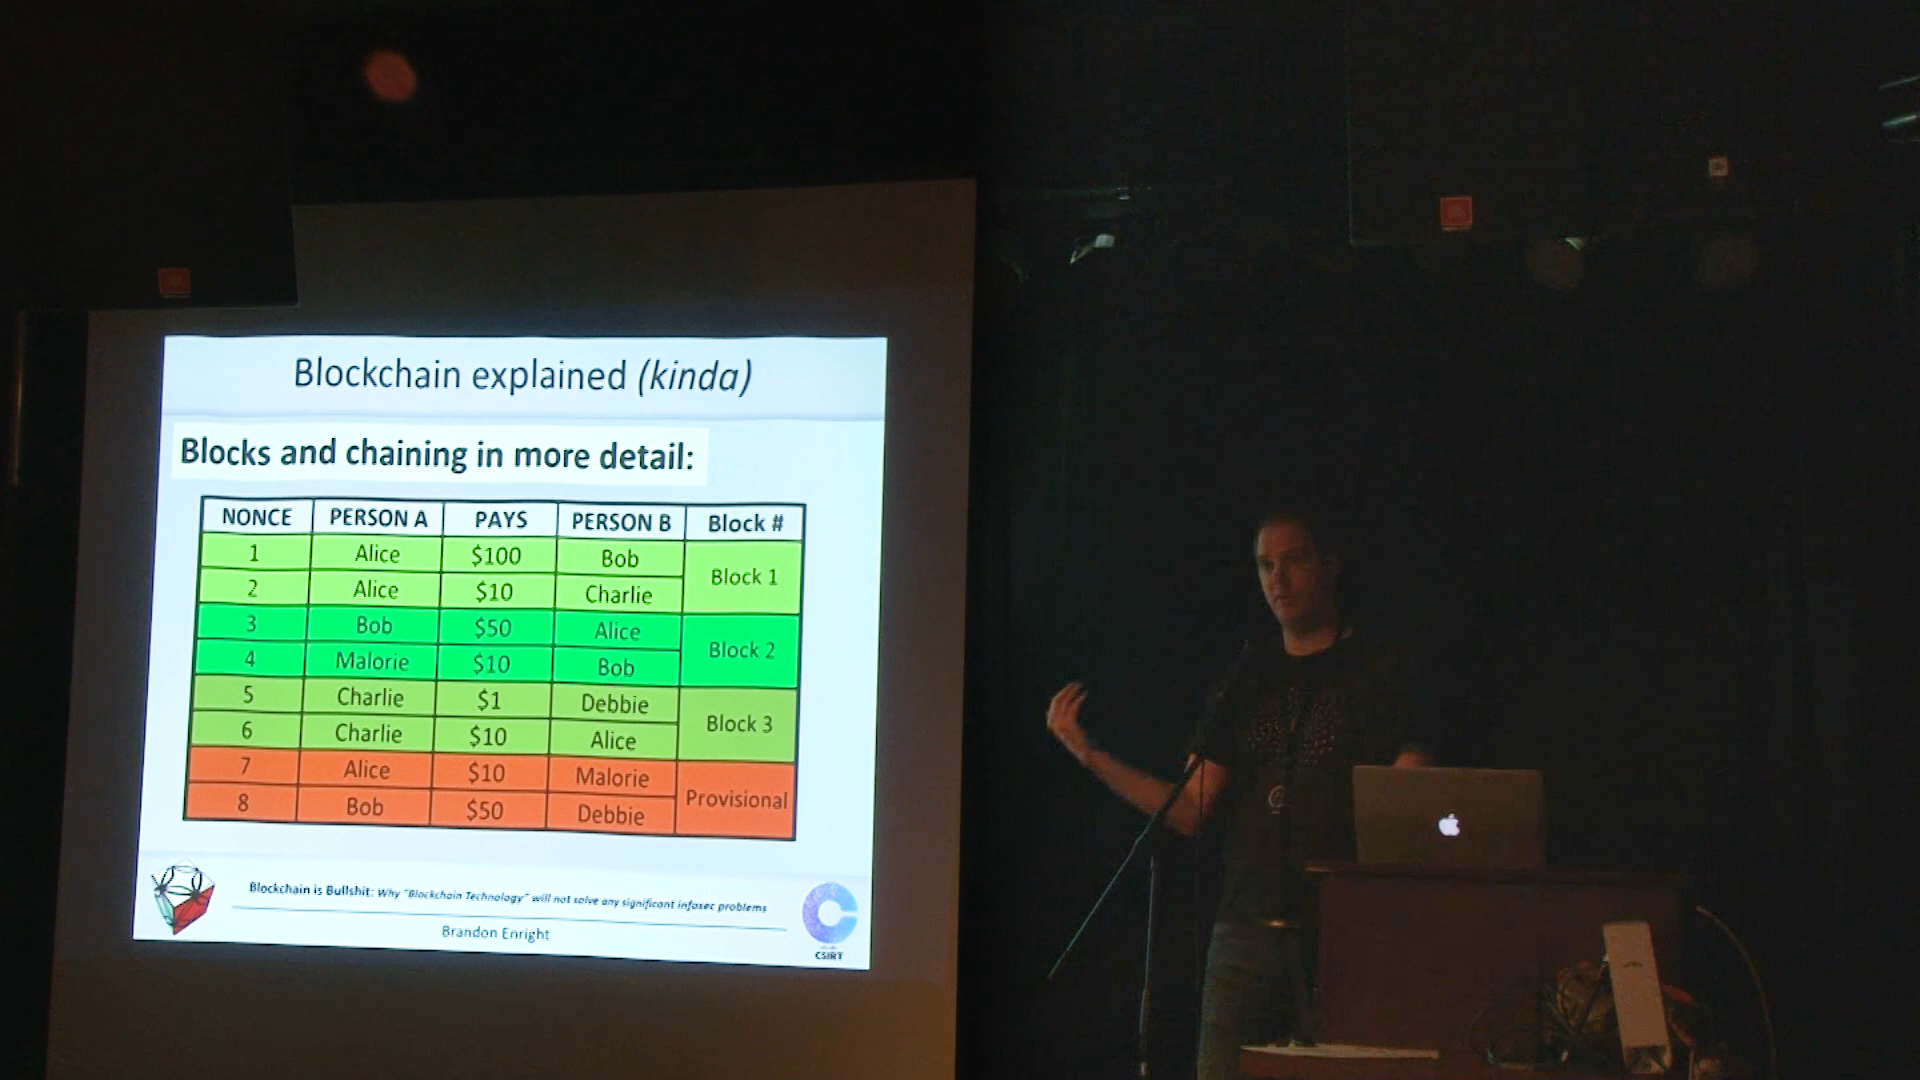 Blockchain explained (kinda)
Blocks and chaining in more detail:
NONCE PERSON A PAYS PERSON B Block #
1 Alice $100 Bob Block 1
2 Alice $10 Charlie
3 Bob $50 Alice Block 2
4 Malorie $10 Bob
5 Charlie $1 Debbie Block 3
6 Charlie $10 Alice
7 Alice $10 Malorie Provisional
8 Bob $50 Debbie
Blockchain is Bullshit: Why "Blockchain Technology" will not solve any significant infosec problems
Brandon Enright
CSIRT